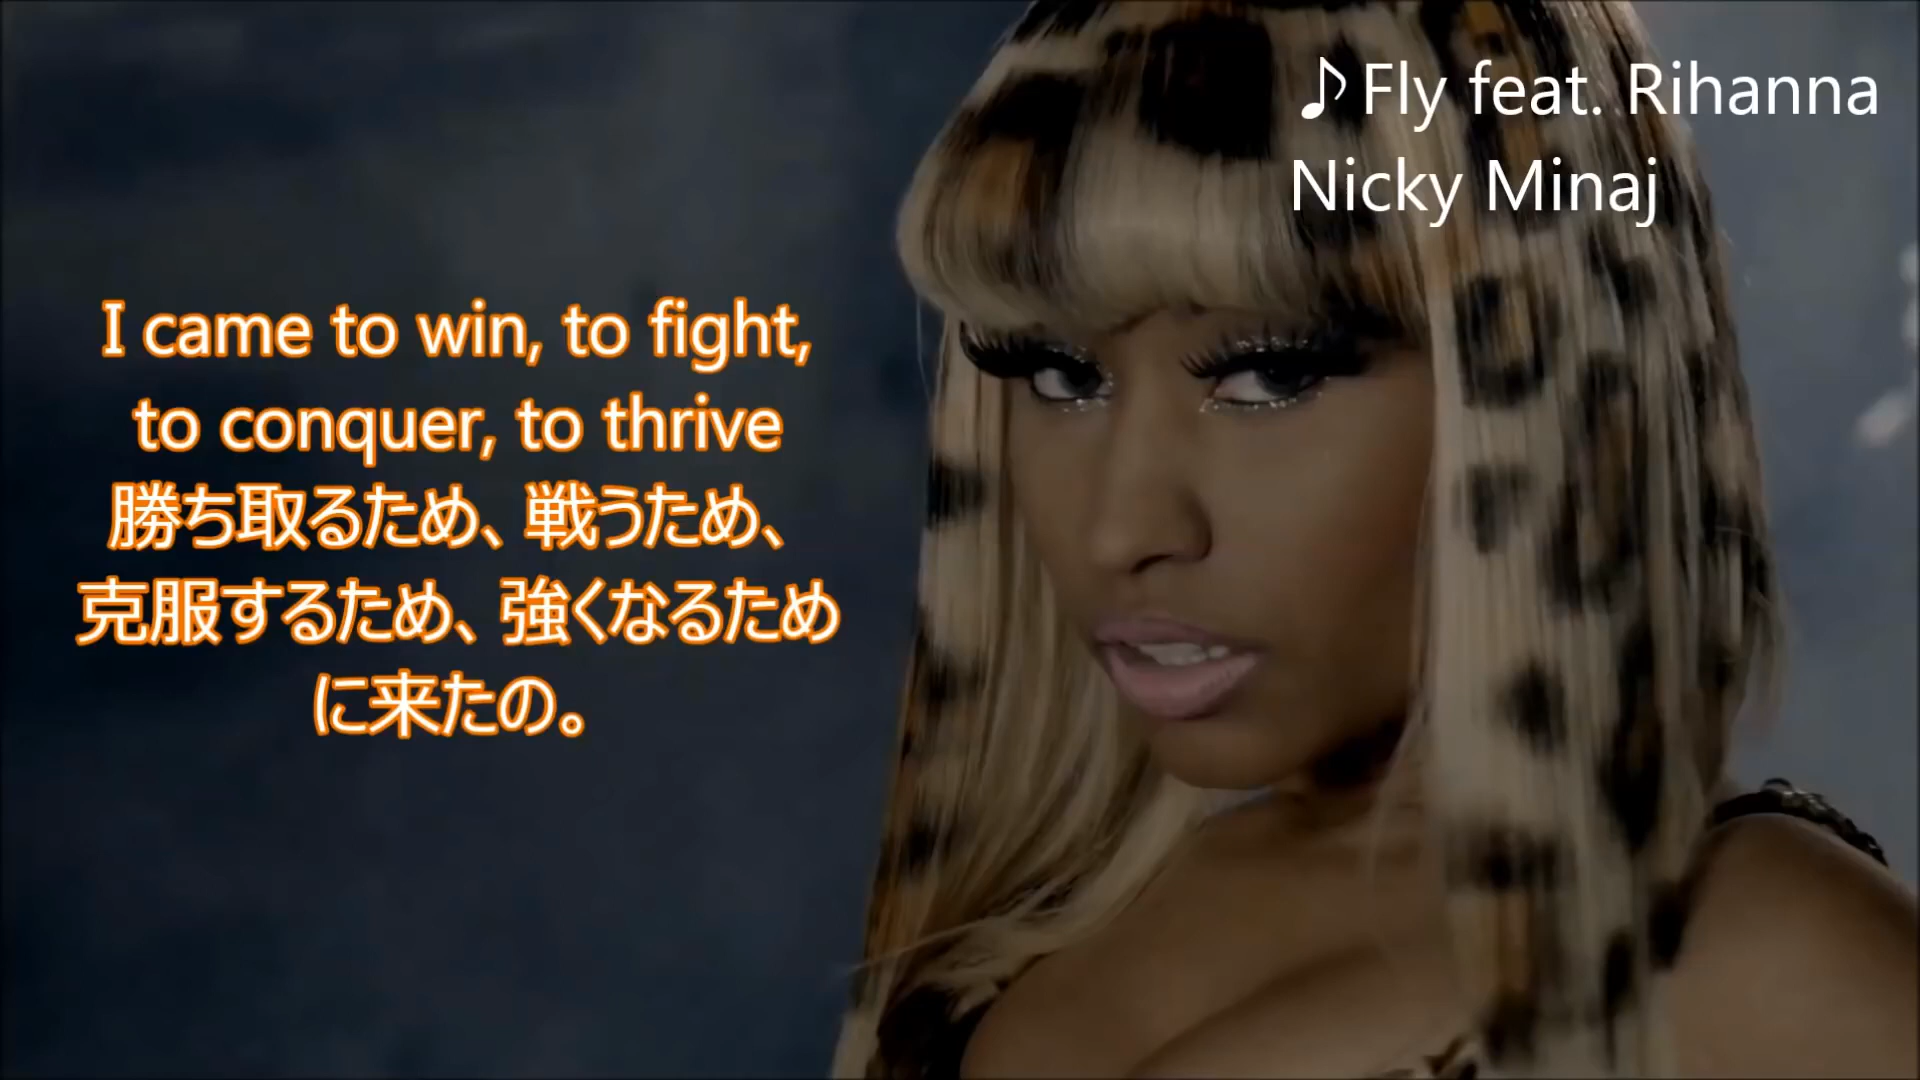 ♪Fly feat. Rihanna
Nicky Minaj
I came to win, to fight,
to conquer, to thrive
勝ち取るため、戦うため、
克服するため、強くなるため
に来たの。